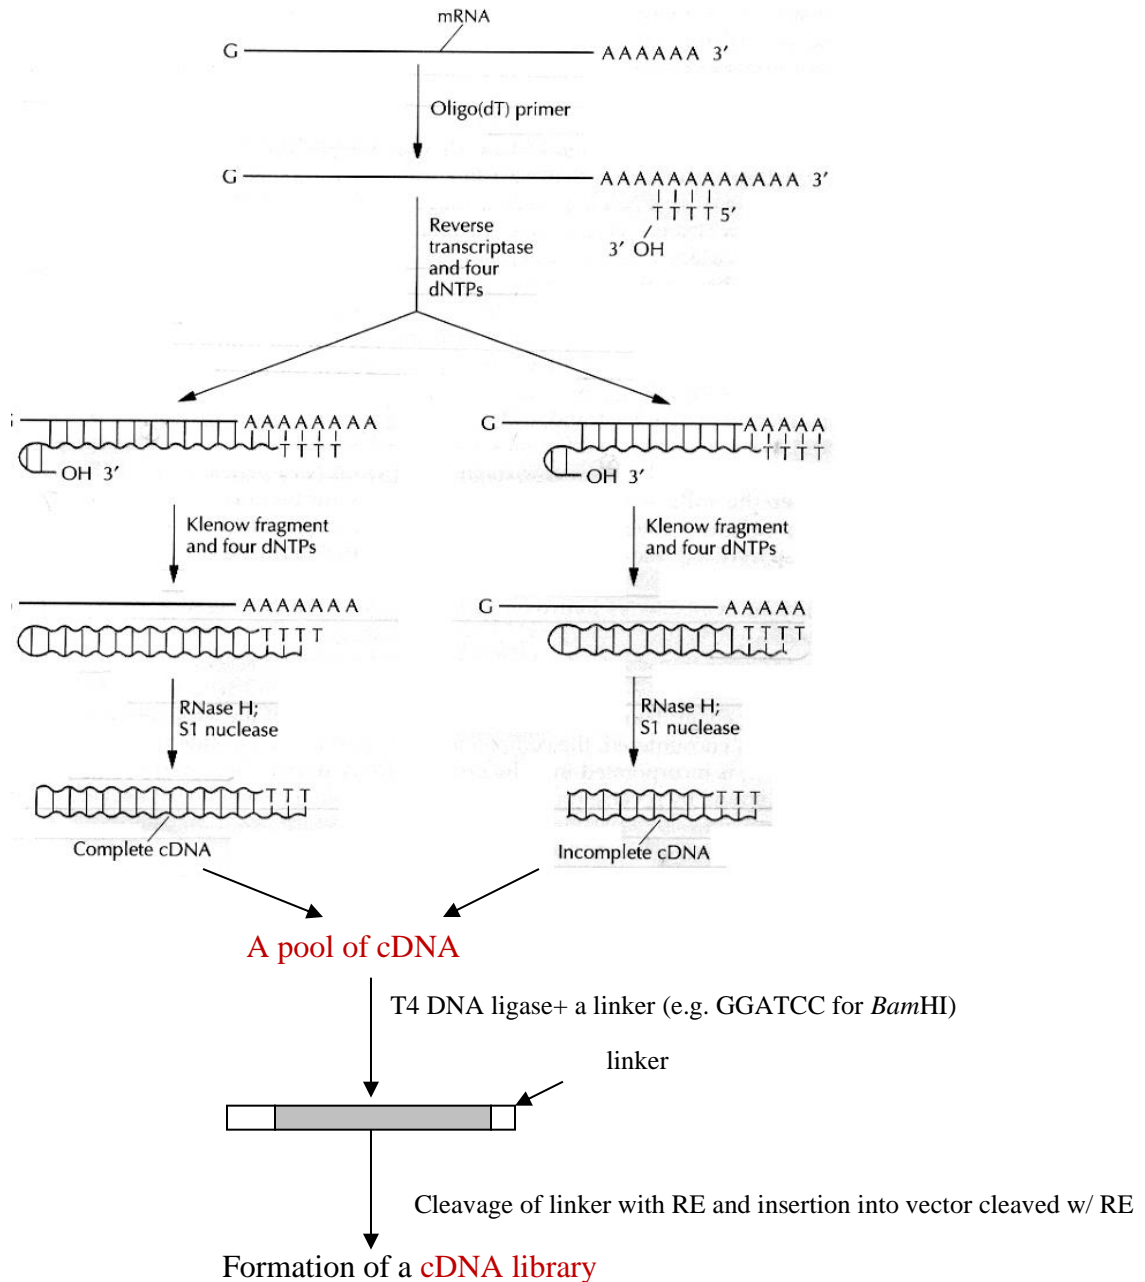 mRNA
G AAAAAA 3′
Oligo(dT) primer
G AAAAAAAAAAAA 3′
TTTT 5′
3′ OH
Reverse
transcriptase
and four
dNTPs
AAAAAAAA
TTTT
OH 3′
G AAAAA
TTTT
OH 3′
Klenow fragment
and four dNTPs
Klenow fragment
and four dNTPs
AAAAAAA
TTTT
G AAAAA
TTTT
RNase H;
S1 nuclease
RNase H;
S1 nuclease
TTT
Complete cDNA
TTT
Incomplete cDNA
A pool of cDNA
T4 DNA ligase+ a linker (e.g. GGATCC for BamHI)
linker
Cleavage of linker with RE and insertion into vector cleaved w/ RE
Formation of a cDNA library